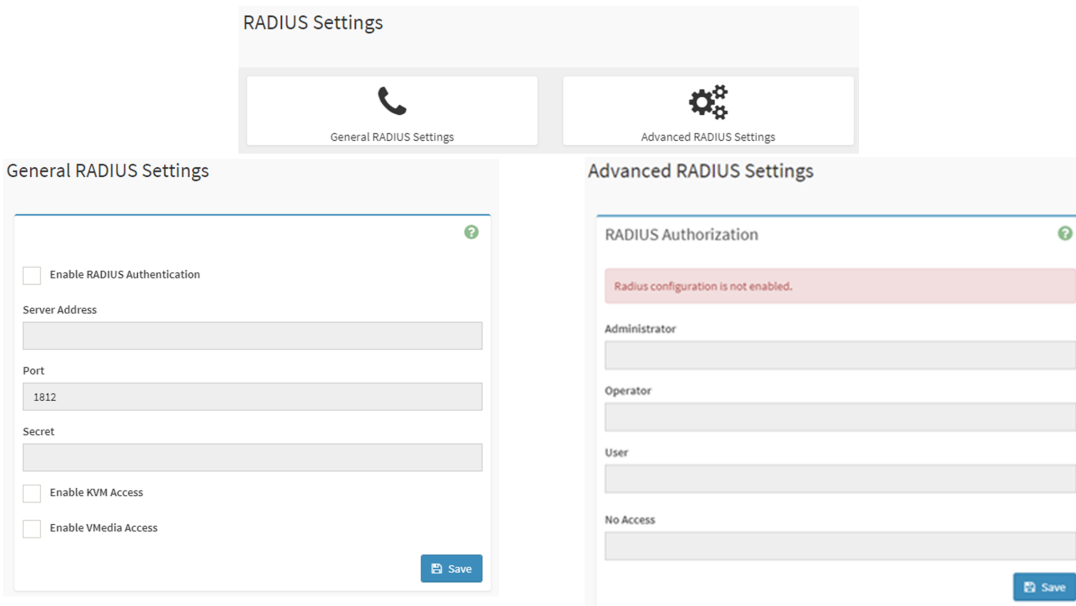 RADIUS Settings
General RADIUS Settings
Advanced RADIUS Settings
General RADIUS Settings
Enable RADIUS Authentication
Server Address
Port
1812
Secret
Enable KVM Access
Enable VMedia Access
Save
Advanced RADIUS Settings
RADIUS Authorization
Radius configuration is not enabled.
Administrator
Operator
User
No Access
Save